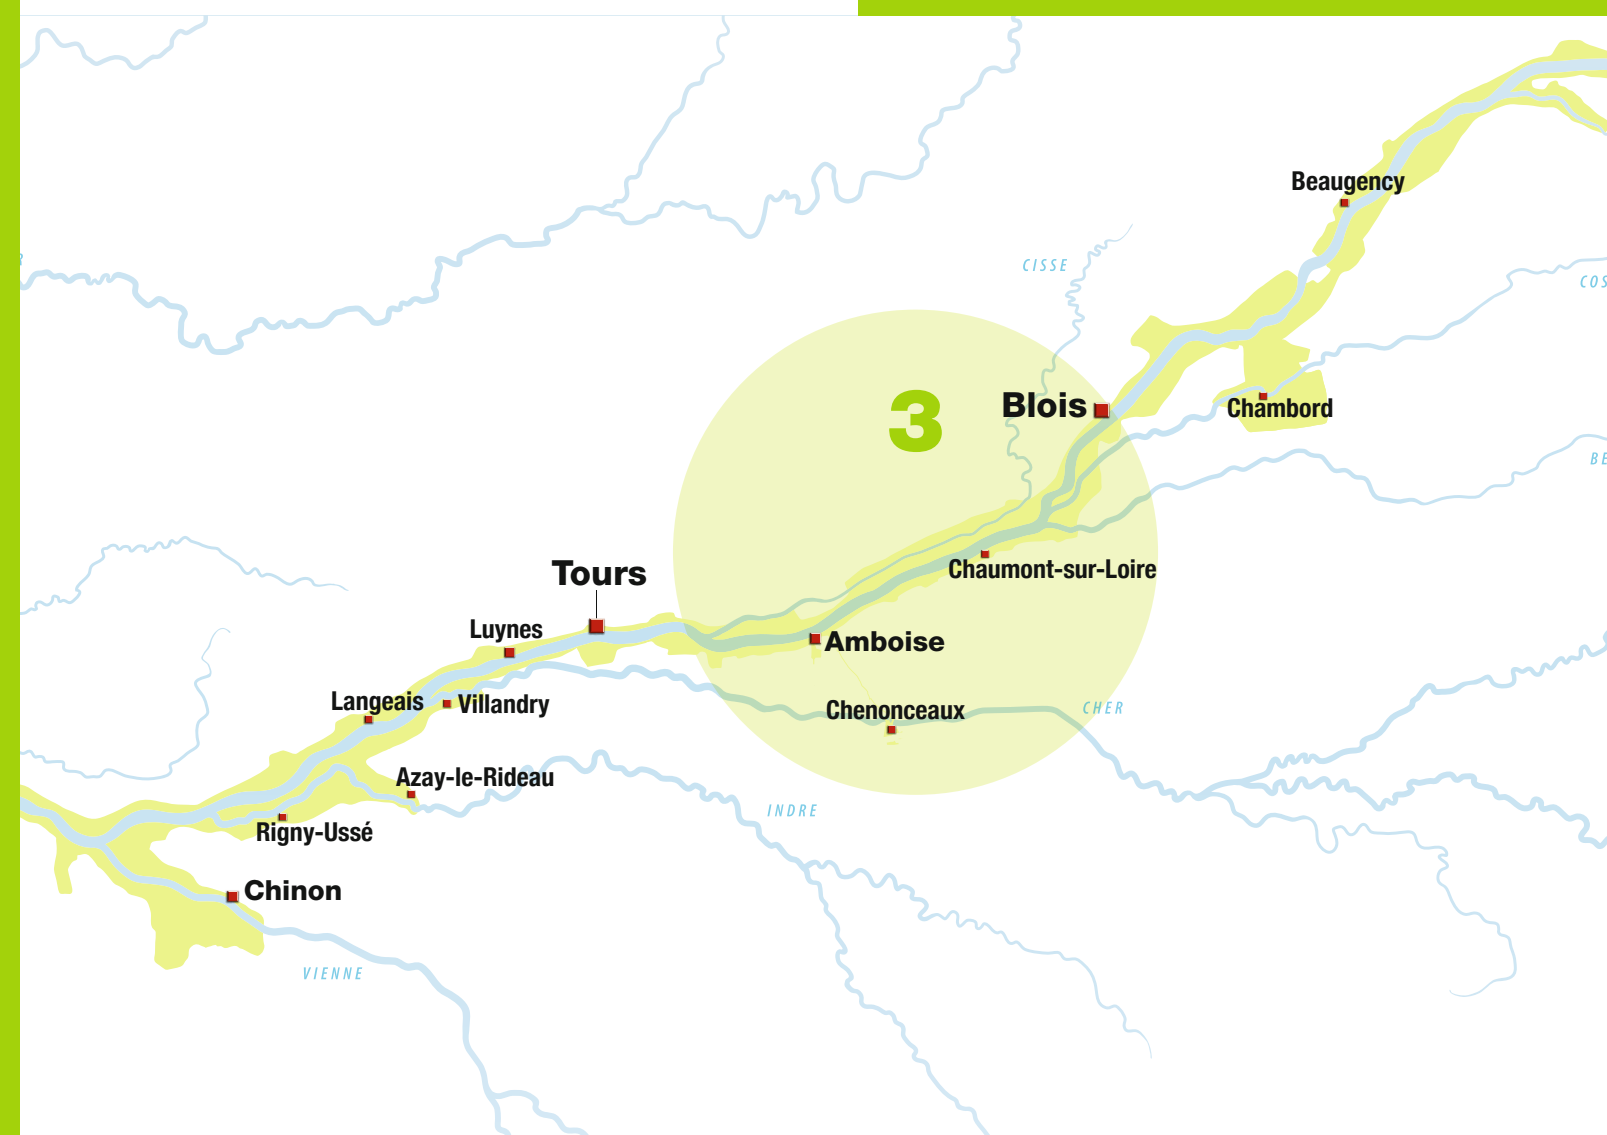 Beaugency
CISSE
COS
3
Blois
Chambord
BE
Chaumont-sur-Loire
Tours
Luynes
Amboise
Langeais
Villandry
Chenonceaux
CHER
Azay-le-Rideau
INDRE
Rigny-Ussé
Chinon
VIENNE